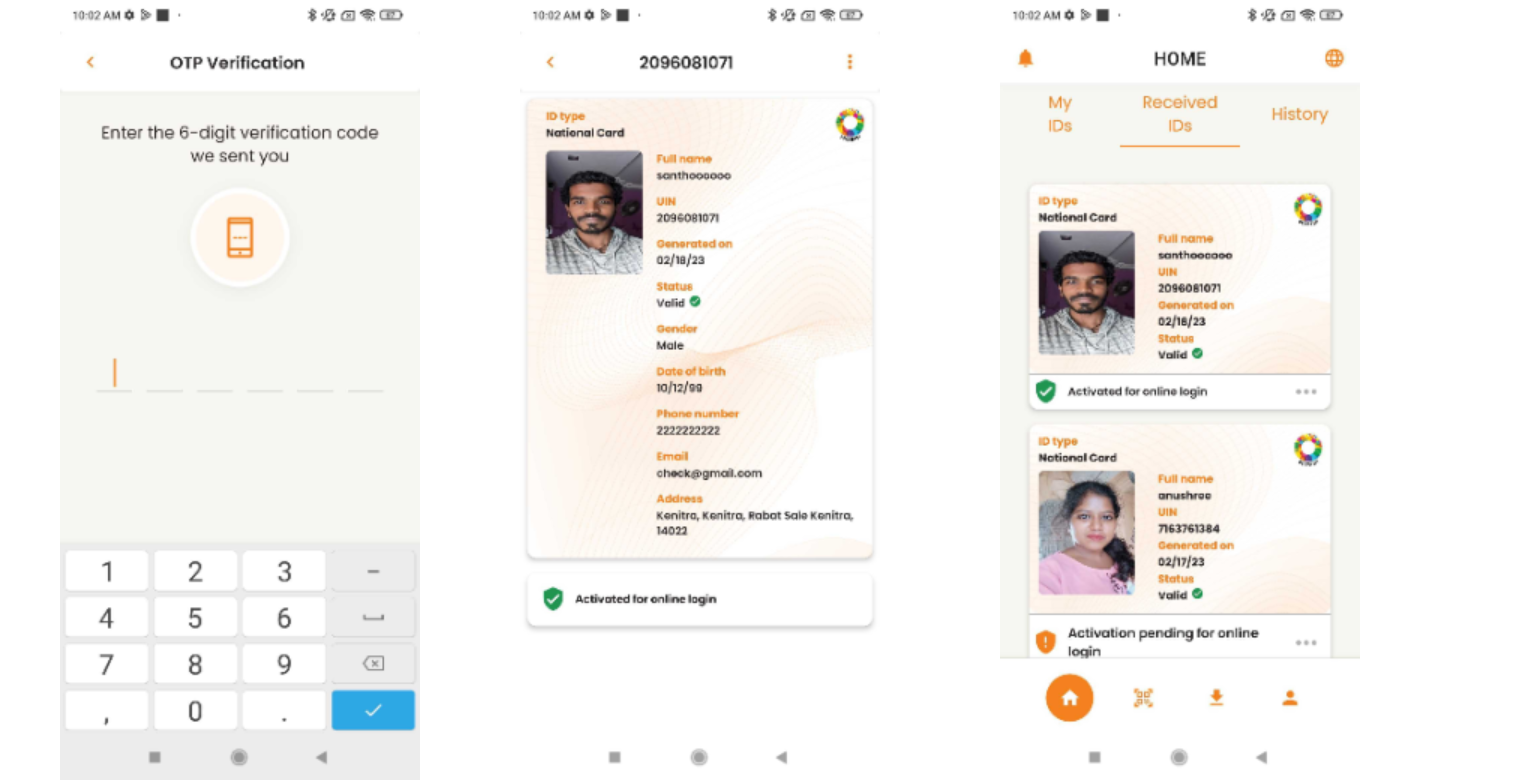 10:02 AM
OTP Verification
Enter the 6-digit verification code
we sent you
1 2 3 -
4 5 6
7 8 9
, 0 .
10:02 AM
2096081071
ID type
National Card
Full name
santhoooooo
UIN
2096081071
Generated on
02/18/23
Status
Valid
Gender
Male
Date of birth
10/12/99
Phone number
2222222222
Email
check@gmail.com
Address
Kenitra, Kenitra, Rabat Sale Kenitra,
14022
Activated for online login
10:02 AM
HOME
My
IDs
Received
IDs
History
ID type
National Card
Full name
santhoooooo
UIN
2096081071
Generated on
02/18/23
Status
Valid
Activated for online login
ID type
National Card
Full name
anushree
UIN
7163761384
Generated on
02/17/23
Status
Valid
Activation pending for online
login